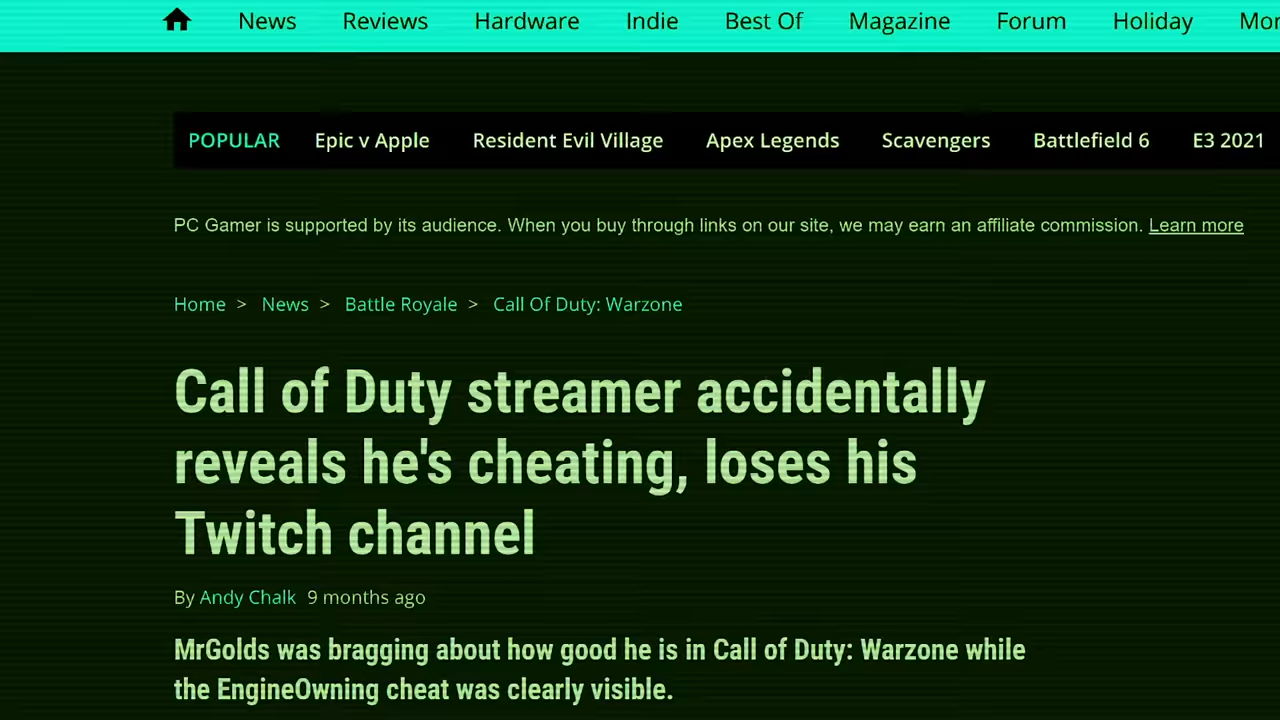 News Reviews Hardware Indie Best Of Magazine Forum Holiday
POPULAR Epic v Apple Resident Evil Village Apex Legends Scavengers Battlefield 6 E3 2021
PC Gamer is supported by its audience. When you buy through links on our site, we may earn an affiliate commission. Learn more
Home > News > Battle Royale > Call Of Duty: Warzone
Call of Duty streamer accidentally
reveals he's cheating, loses his
Twitch channel
By Andy Chalk 9 months ago
MrGolds was bragging about how good he is in Call of Duty: Warzone while
the EngineOwning cheat was clearly visible.